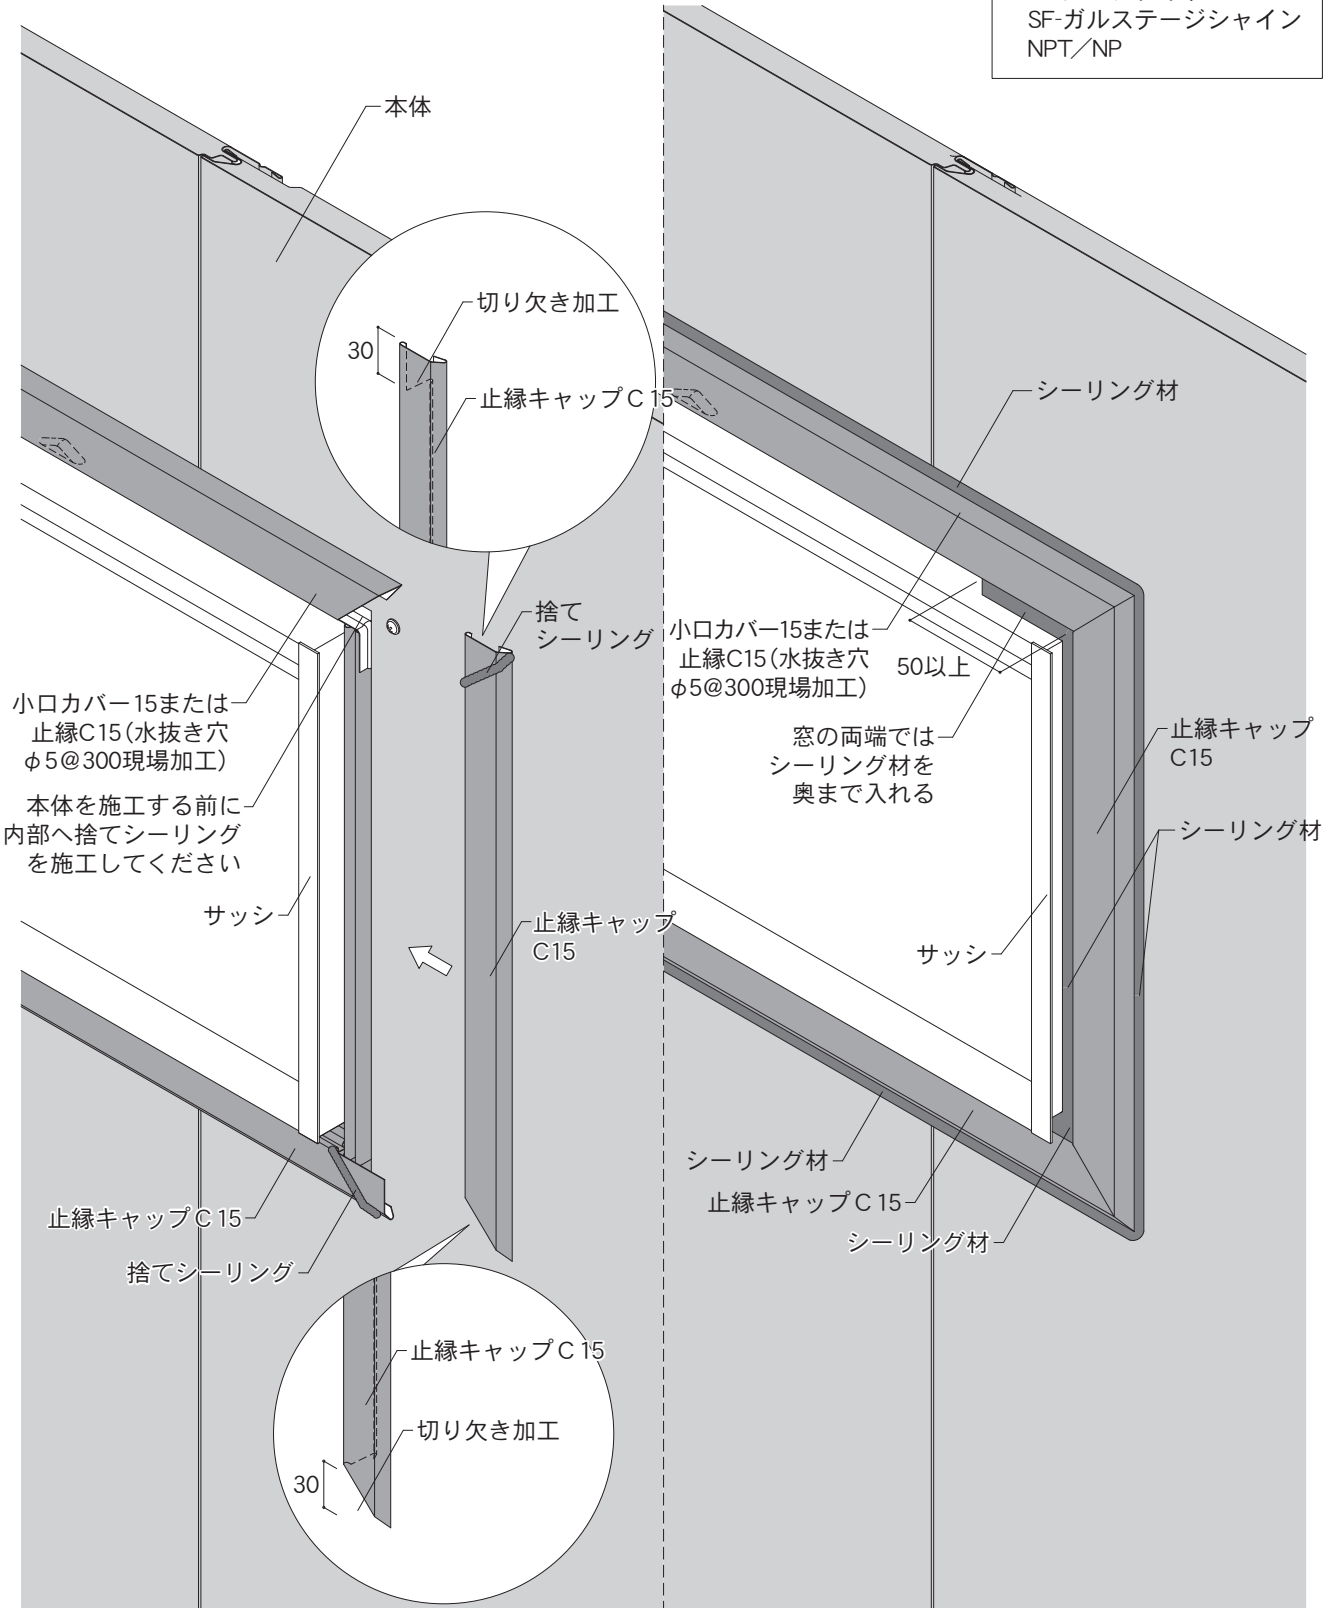 SF-ガルステージシャイン
NPT／NP
本体
切り欠き加工
30
止縁キャップC15
捨て
シーリング
小口カバー15または
止縁C15（水抜き穴
φ5@300現場加工）
本体を施工する前に
内部へ捨てシーリング
を施工してください
サッシ
止縁キャップ
C15
止縁キャップC15
捨てシーリング
止縁キャップC15
切り欠き加工
30
シーリング材
小口カバー15または
止縁C15（水抜き穴
φ5@300現場加工）
50以上
窓の両端では
シーリング材を
奥まで入れる
止縁キャップ
C15
シーリング材
サッシ
シーリング材
止縁キャップC15
シーリング材